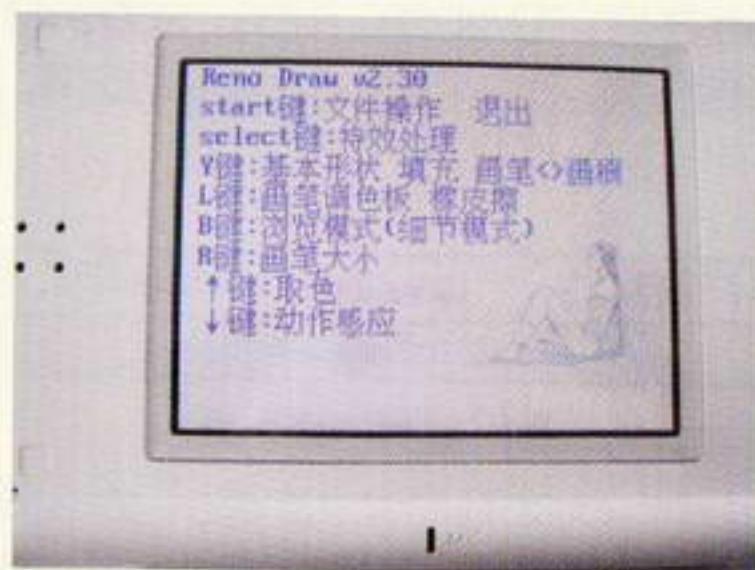 Reno Draw v2.30
start键:文件操作 退出
select键:特效处理
Y键:基本形状 填充 画笔<>画刷
L键:画笔调色板 橡皮擦
B键:浏览模式(细节模式)
R键:画笔大小
↑键:取色
↓键:动作感应